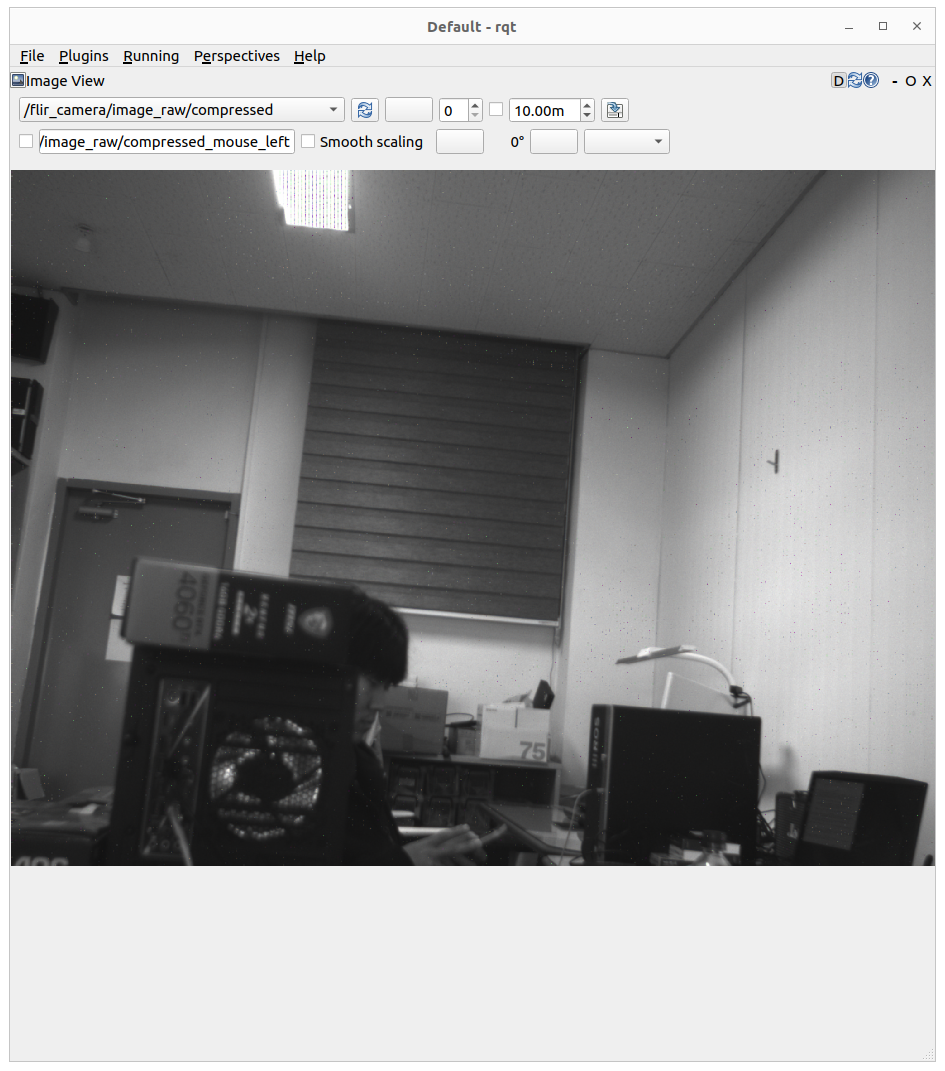 Default - rqt
File Plugins Running Perspectives Help
Image View D - O X
/flir_camera/image_raw/compressed 0 10.00m
/image_raw/compressed_mouse_left Smooth scaling 0°
4060
75